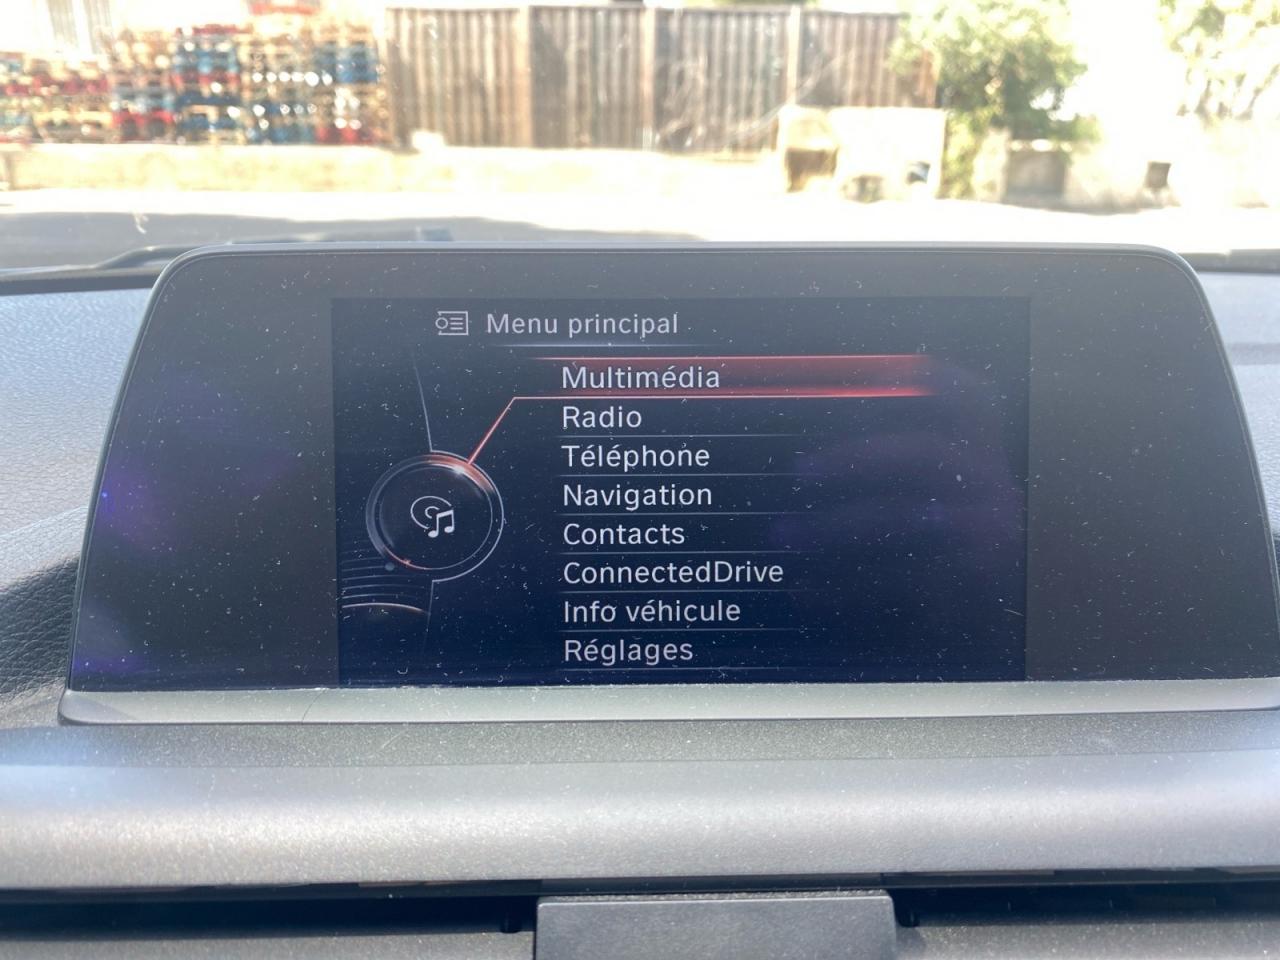 Menu principal
Multimédia
Radio
Téléphone
Navigation
Contacts
ConnectedDrive
Info véhicule
Réglages